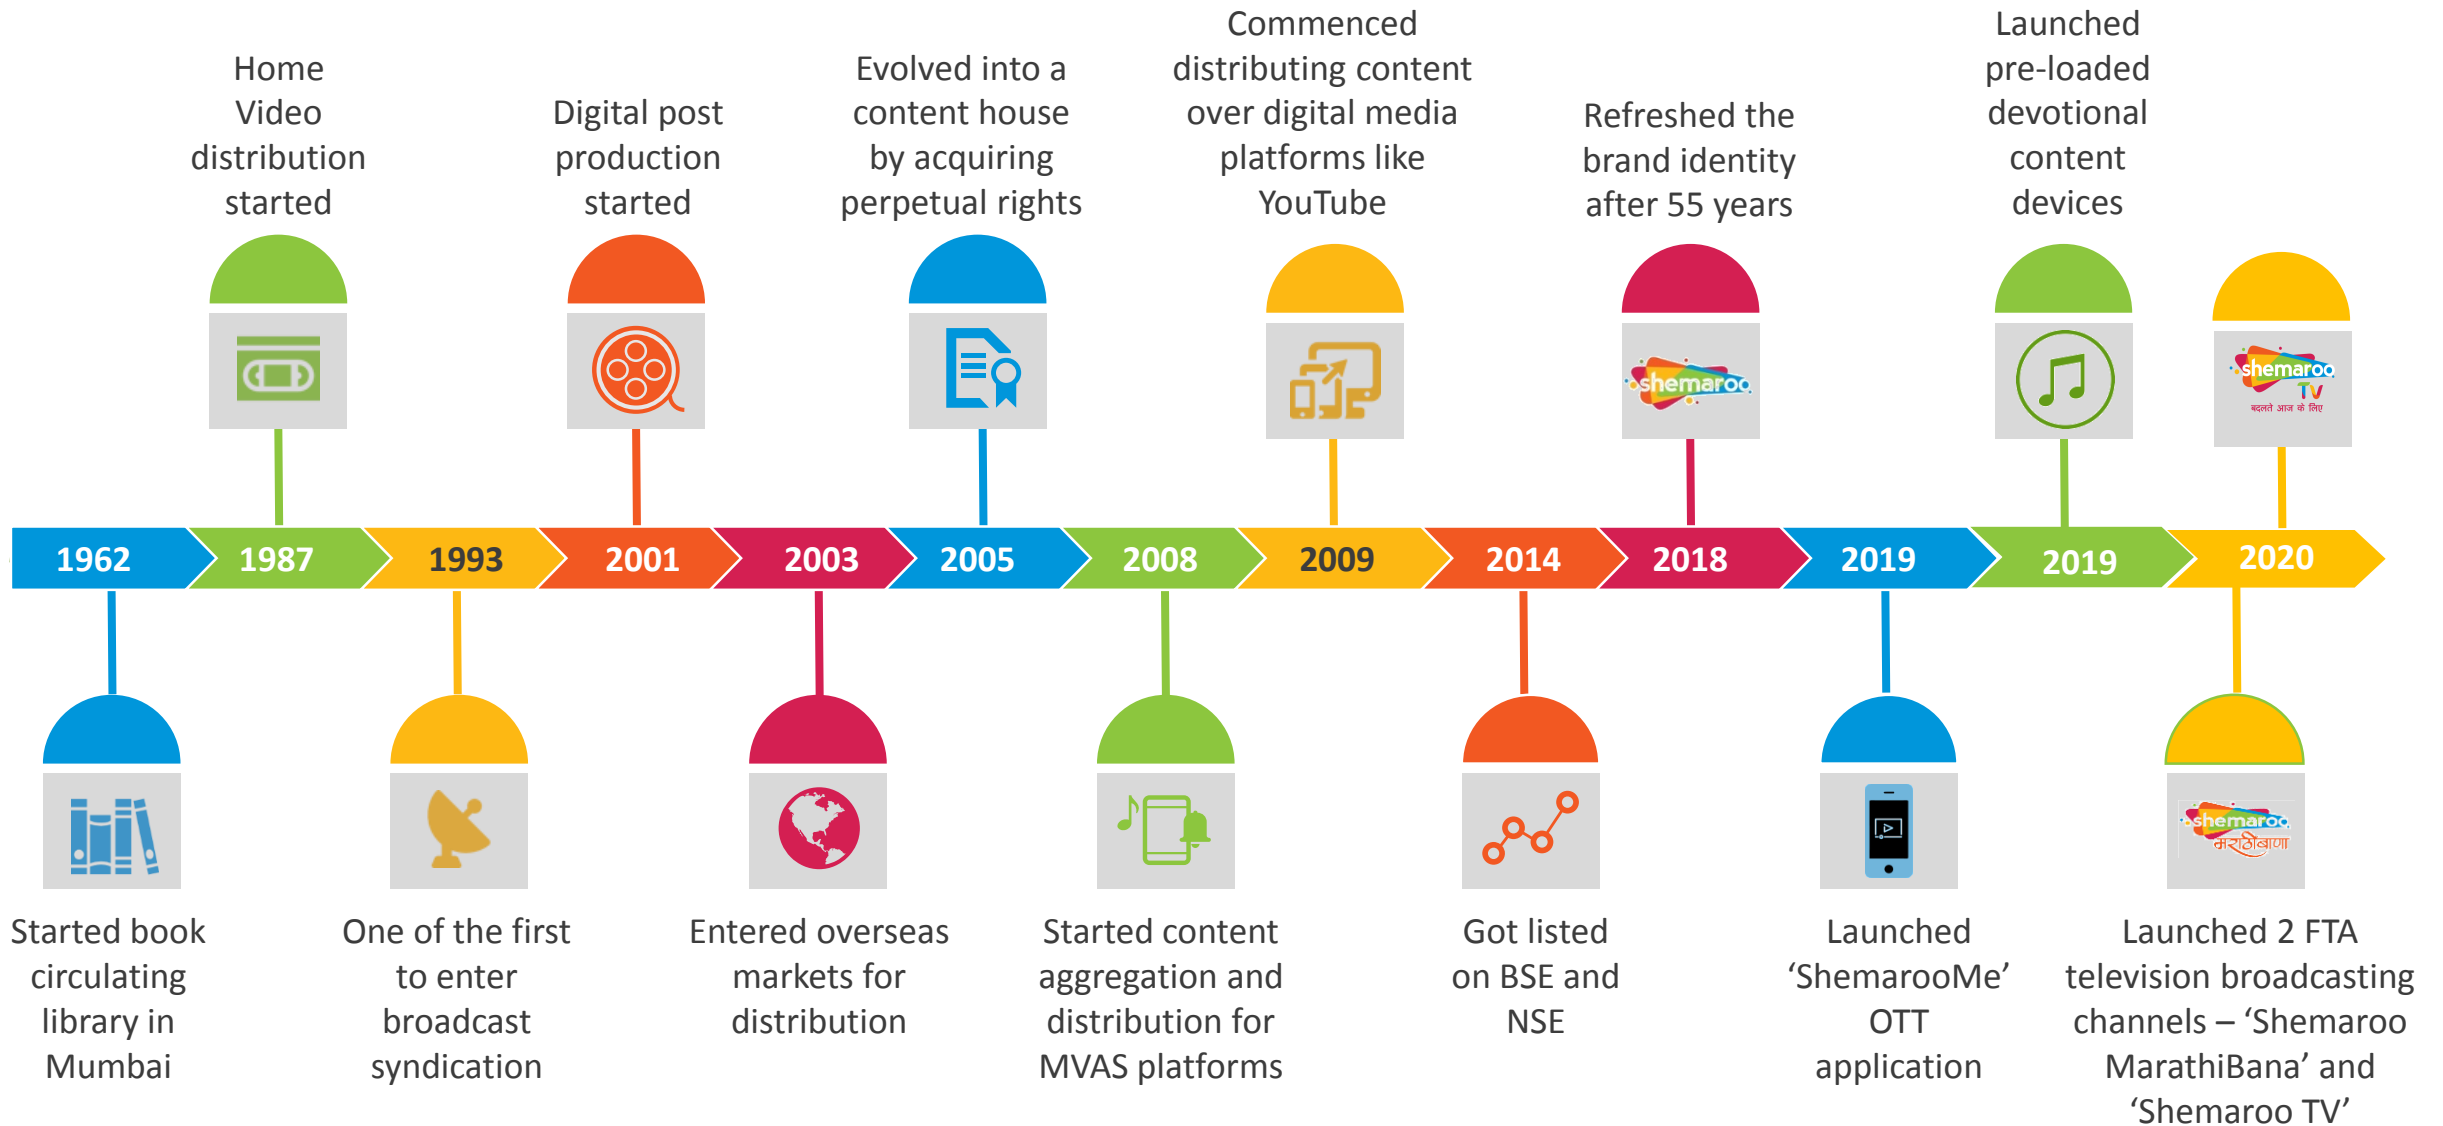 Home
Video
distribution
started
Digital post
production
started
Evolved into a
content house
by acquiring
perpetual rights
Commenced
distributing content
over digital media
platforms like
YouTube
Refreshed the
brand identity
after 55 years
Launched
pre-loaded
devotional
content
devices
shemaroo
shemaroo
TV
बदलते आज के लिए
1962
1987
1993
2001
2003
2005
2008
2009
2014
2018
2019
2019
2020
shemaroo
मराठीबाणा
Started book
circulating
library in
Mumbai
One of the first
to enter
broadcast
syndication
Entered overseas
markets for
distribution
Started content
aggregation and
distribution for
MVAS platforms
Got listed
on BSE and
NSE
Launched
‘ShemarooMe’
OTT
application
Launched 2 FTA
television broadcasting
channels – ‘Shemaroo
MarathiBana’ and
‘Shemaroo TV’